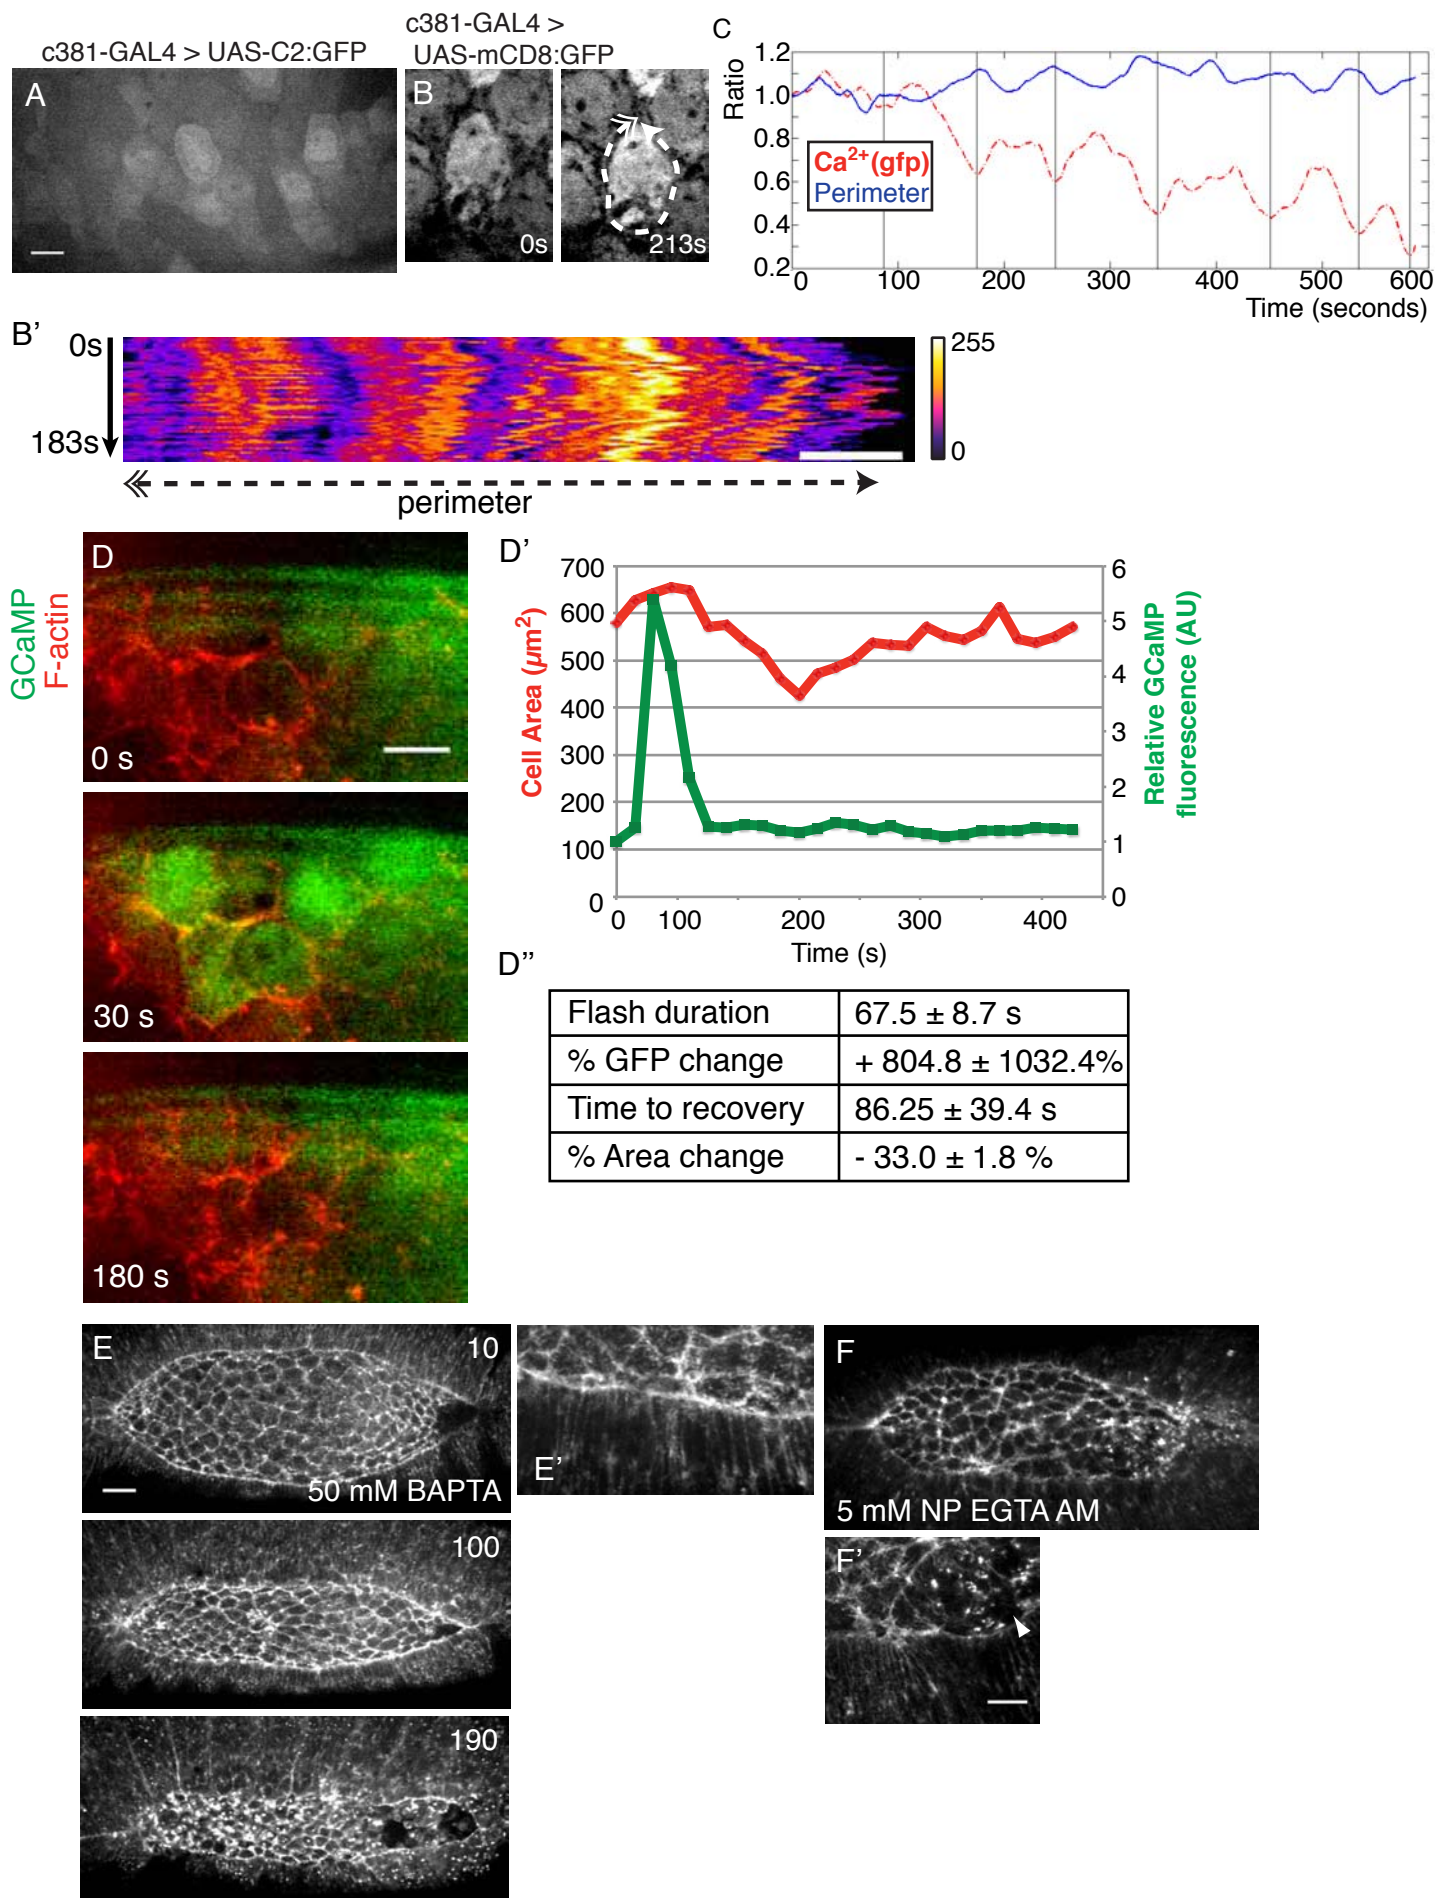 c381-GAL4 > UAS-C2:GFP
A
c381-GAL4 >
UAS-mCD8:GFP
B
0s
213s
C
Ratio
1.2
1.0
0.8
0.6
0.4
0.2
Ca2+(gfp)
Perimeter
0 100 200 300 400 500 600
Time (seconds)
B'
0s
183s
255
0
perimeter
GCaMP
F-actin
D
0 s
30 s
180 s
D'
Cell Area (µm2)
700
600
500
400
300
200
100
0
6
5
4
3
2
1
0
Relative GCaMP
fluorescence (AU)
0 100 200 300 400
Time (s)
D"
Flash duration 67.5 ± 8.7 s
% GFP change + 804.8 ± 1032.4%
Time to recovery 86.25 ± 39.4 s
% Area change - 33.0 ± 1.8 %
E
10
50 mM BAPTA
100
190
E'
F
5 mM NP EGTA AM
F'